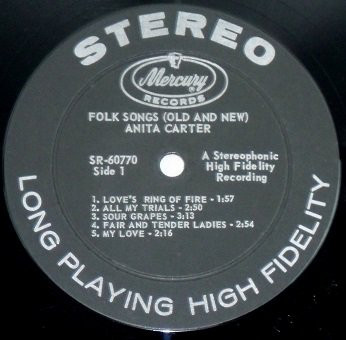 STEREO
Mercury
RECORDS
FOLK SONGS (OLD AND NEW)
ANITA CARTER
SR-60770
Side 1
A Stereophonic
High Fidelity
Recording
1. LOVE'S RING OF FIRE - 1:57
2. ALL MY TRIALS - 2:50
3. SOUR GRAPES - 3:13
4. FAIR AND TENDER LADIES - 2:54
5. MY LOVE - 2:16
LONG PLAYING HIGH FIDELITY